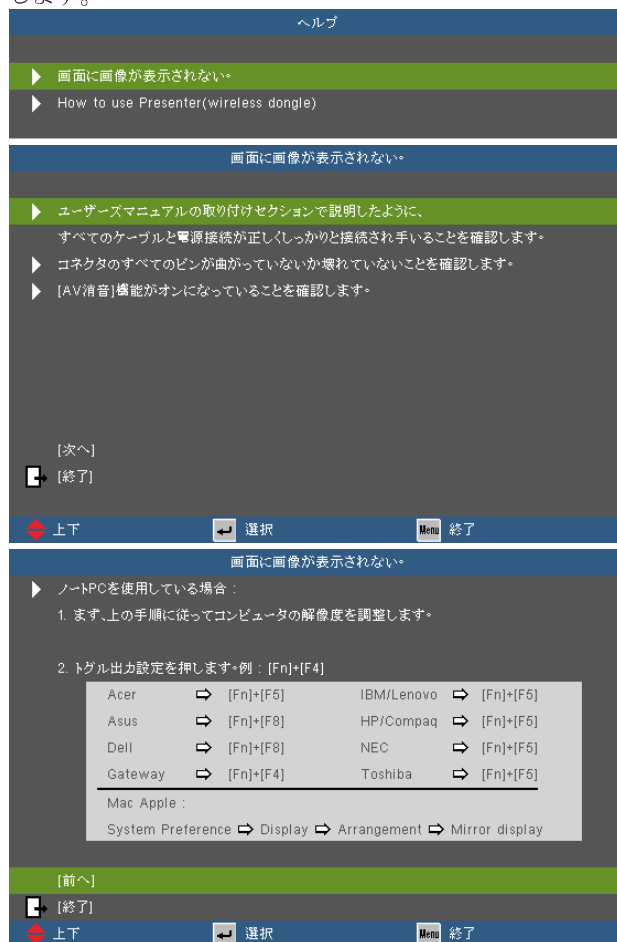 します。
ヘルプ
画面に画像が表示されない。
How to use Presenter(wireless dongle)
画面に画像が表示されない。
ユーザーズマニュアルの取り付けセクションで説明したように、
すべてのケーブルと電源接続が正しくしっかりと接続され手いることを確認します。
コネクタのすべてのピンが曲がっていないか壊れていないことを確認します。
[AV消音]機能がオンになっていることを確認します。
[次へ]
[終了]
上下 選択 Menu 終了
画面に画像が表示されない。
ノートPCを使用している場合：
1. まず、上の手順に従ってコンピュータの解像度を調整します。
2. トグル出力設定を押します。例：[Fn]+[F4]
Acer ⇨ [Fn]+[F5] IBM/Lenovo ⇨ [Fn]+[F5]
Asus ⇨ [Fn]+[F8] HP/Compaq ⇨ [Fn]+[F5]
Dell ⇨ [Fn]+[F8] NEC ⇨ [Fn]+[F5]
Gateway ⇨ [Fn]+[F4] Toshiba ⇨ [Fn]+[F5]
Mac Apple :
System Preference ⇨ Display ⇨ Arrangement ⇨ Mirror display
[前へ]
[終了]
上下 選択 Menu 終了